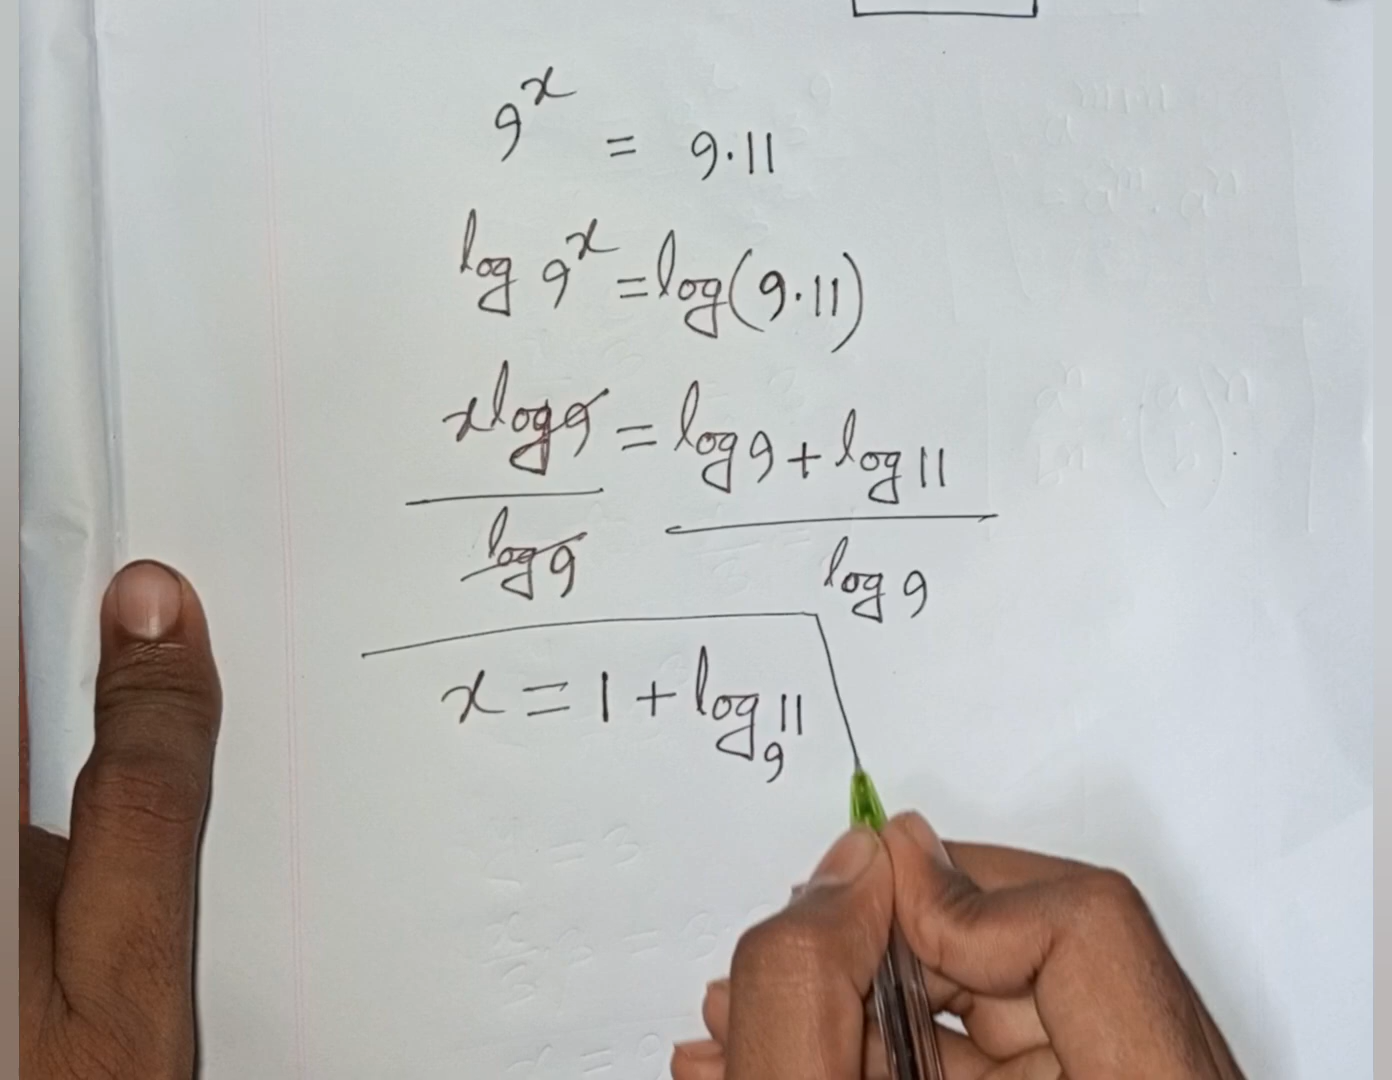 9^x = 9·11
log 9^x = log(9·11)
x log 9 = log 9 + log 11
log 9 log 9
x = 1 + log_9 11